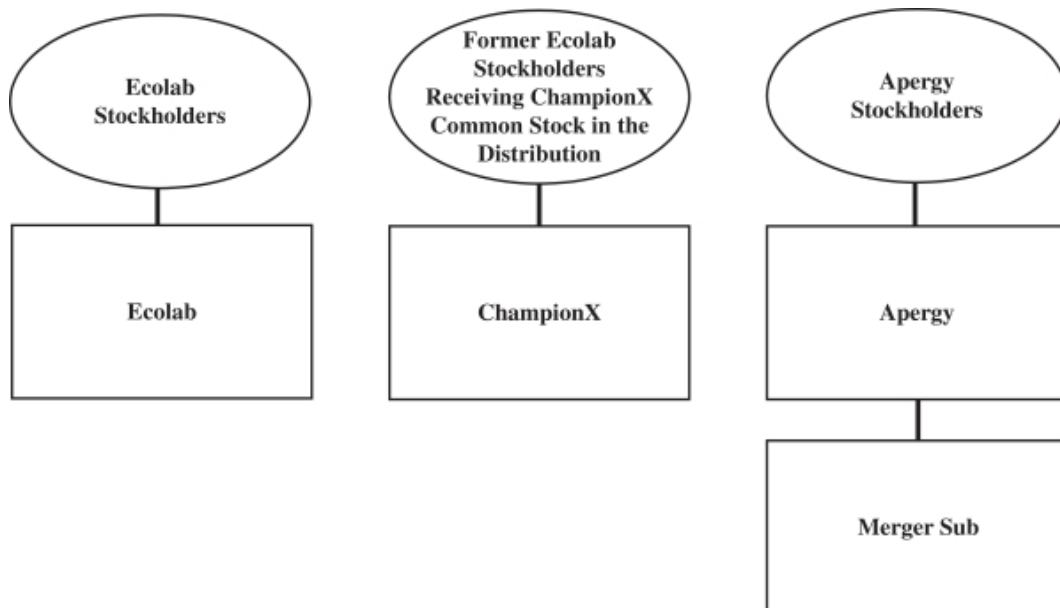 Ecolab
Stockholders
Former Ecolab
Stockholders
Receiving ChampionX
Common Stock in the
Distribution
Apergy
Stockholders
Ecolab
ChampionX
Apergy
Merger Sub